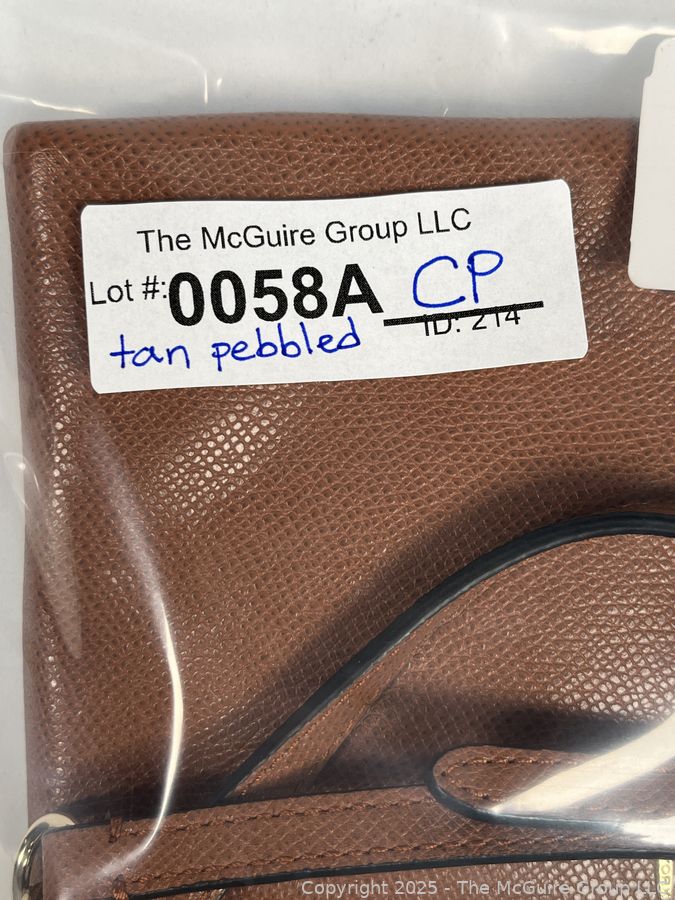 The McGuire Group LLC
Lot #: 0058A CP
ID: 214
tan pebbled
Copyright 2025 - The McGuire Group LLC